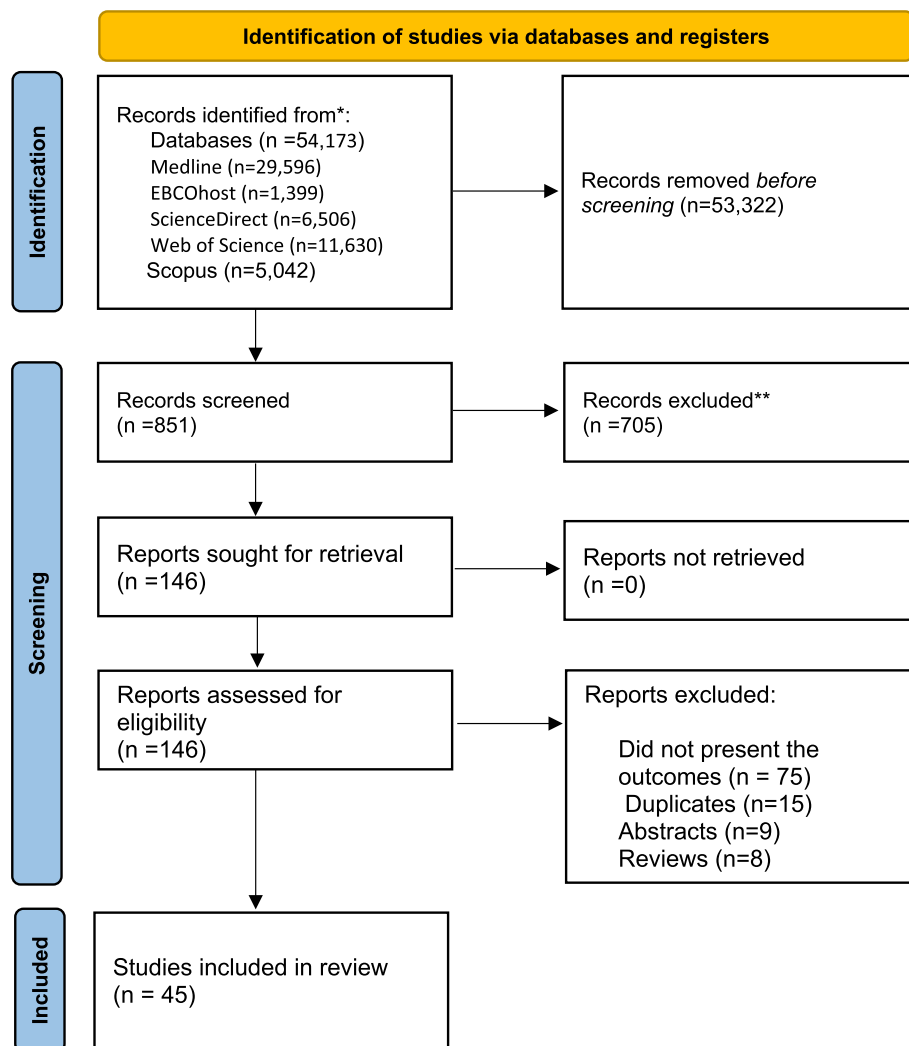 Identification of studies via databases and registers
Identification
Records identified from*:
Databases (n =54,173)
Medline (n=29,596)
EBCOhost (n=1,399)
ScienceDirect (n=6,506)
Web of Science (n=11,630)
Scopus (n=5,042)
Records removed before
screening (n=53,322)
Screening
Records screened
(n =851)
Records excluded**
(n =705)
Reports sought for retrieval
(n =146)
Reports not retrieved
(n =0)
Reports assessed for
eligibility
(n =146)
Reports excluded:
Did not present the
outcomes (n = 75)
Duplicates (n=15)
Abstracts (n=9)
Reviews (n=8)
Included
Studies included in review
(n = 45)